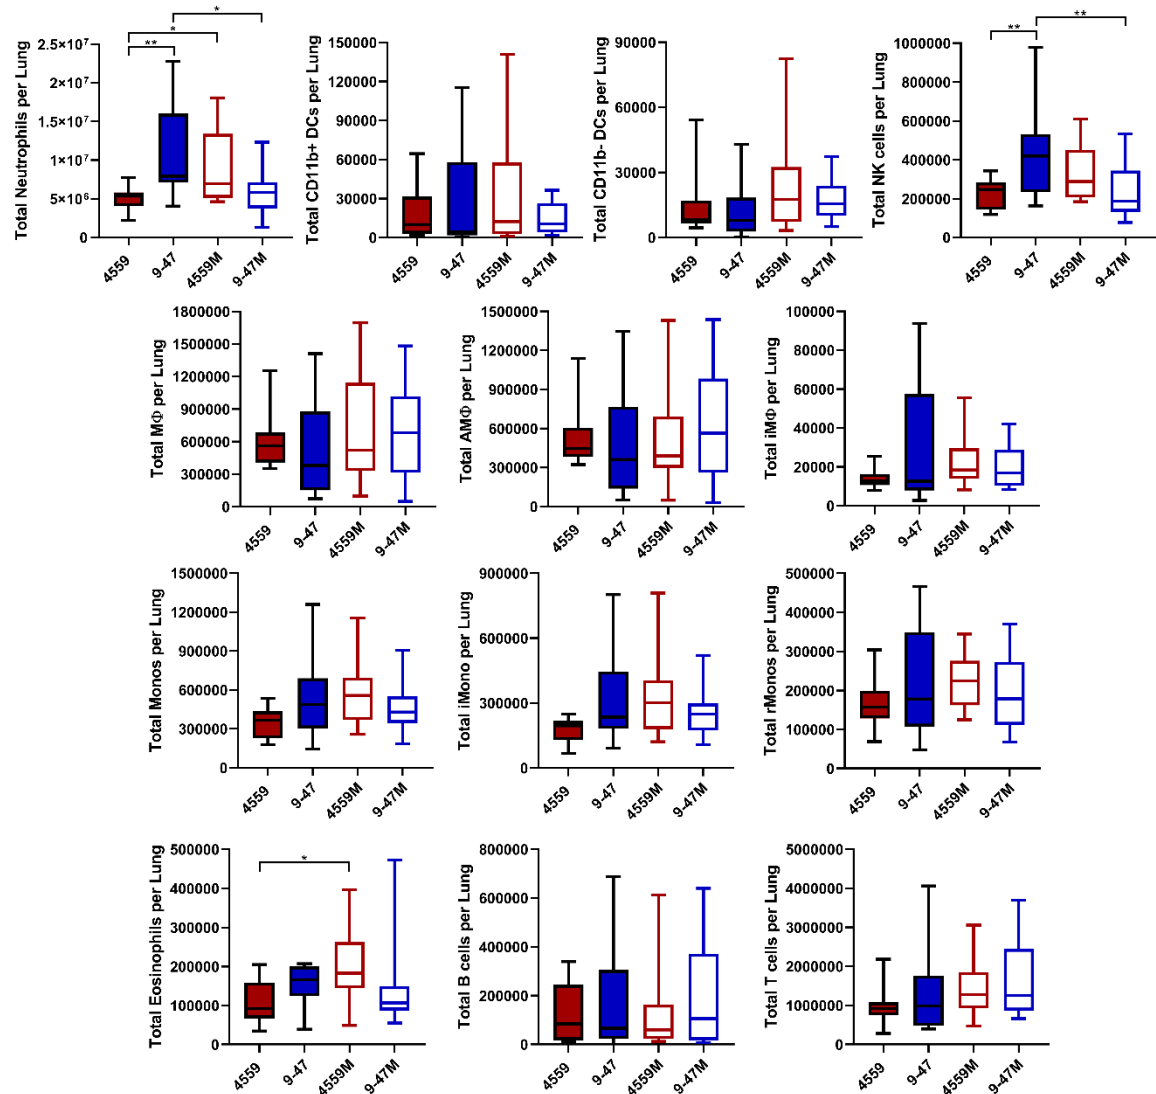 Total Neutrophils per Lung
2.5×10⁷
2×10⁷
1.5×10⁷
1×10⁷
5×10⁶
0
*
*
**
4559
9-47
4559M
9-47M
Total CD11b+ DCs per Lung
150000
120000
90000
60000
30000
0
4559
9-47
4559M
9-47M
Total CD11b- DCs per Lung
90000
60000
30000
0
4559
9-47
4559M
9-47M
Total NK cells per Lung
1000000
800000
600000
400000
200000
0
**
**
4559
9-47
4559M
9-47M
Total MΦ per Lung
1800000
1500000
1200000
900000
600000
300000
0
4559
9-47
4559M
9-47M
Total AMΦ per Lung
1500000
1200000
900000
600000
300000
0
4559
9-47
4559M
9-47M
Total iMΦ per Lung
100000
80000
60000
40000
20000
0
4559
9-47
4559M
9-47M
Total Monos per Lung
1500000
1200000
900000
600000
300000
0
4559
9-47
4559M
9-47M
Total iMono per Lung
900000
600000
300000
0
4559
9-47
4559M
9-47M
Total rMonos per Lung
500000
400000
300000
200000
100000
0
4559
9-47
4559M
9-47M
Total Eosinophils per Lung
500000
400000
300000
200000
100000
0
*
4559
9-47
4559M
9-47M
Total B cells per Lung
800000
600000
400000
200000
0
4559
9-47
4559M
9-47M
Total T cells per Lung
5000000
4000000
3000000
2000000
1000000
0
4559
9-47
4559M
9-47M